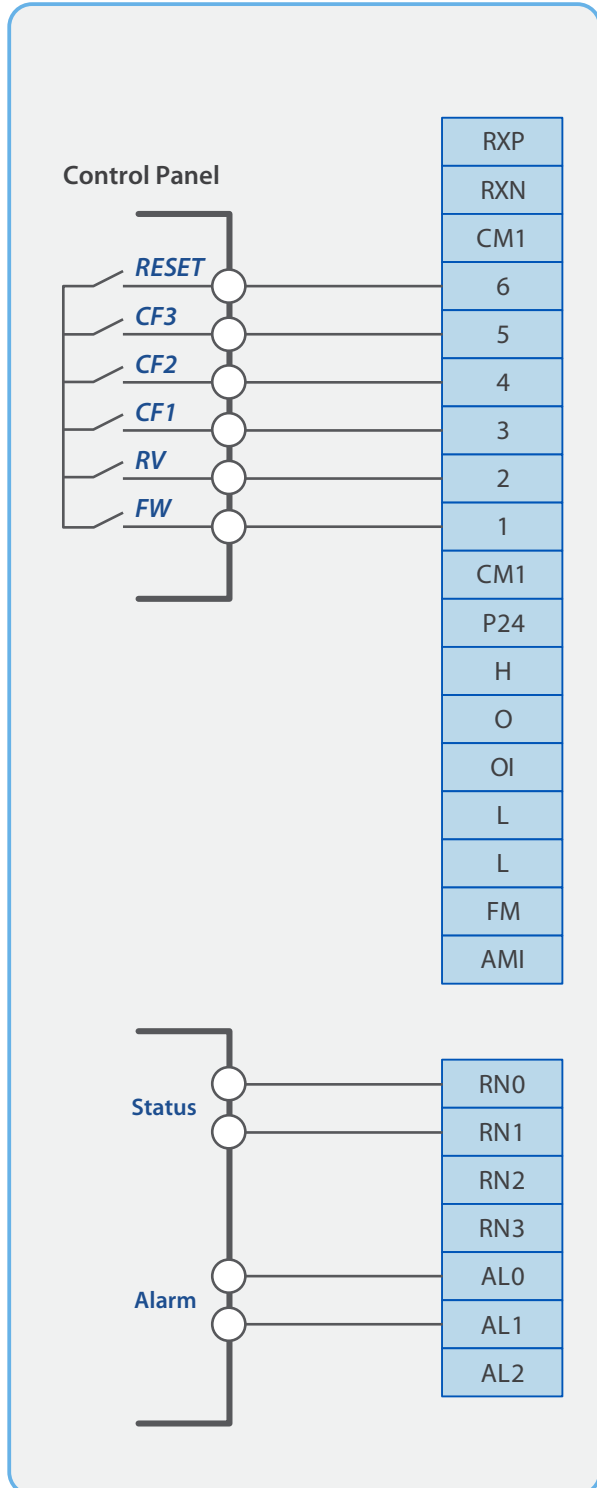 RXP
Control Panel
RXN
CM1
RESET
6
CF3
5
CF2
4
CF1
3
RV
2
FW
1
CM1
P24
H
O
OI
L
L
FM
AMI
RN0
Status
RN1
RN2
RN3
AL0
Alarm
AL1
AL2